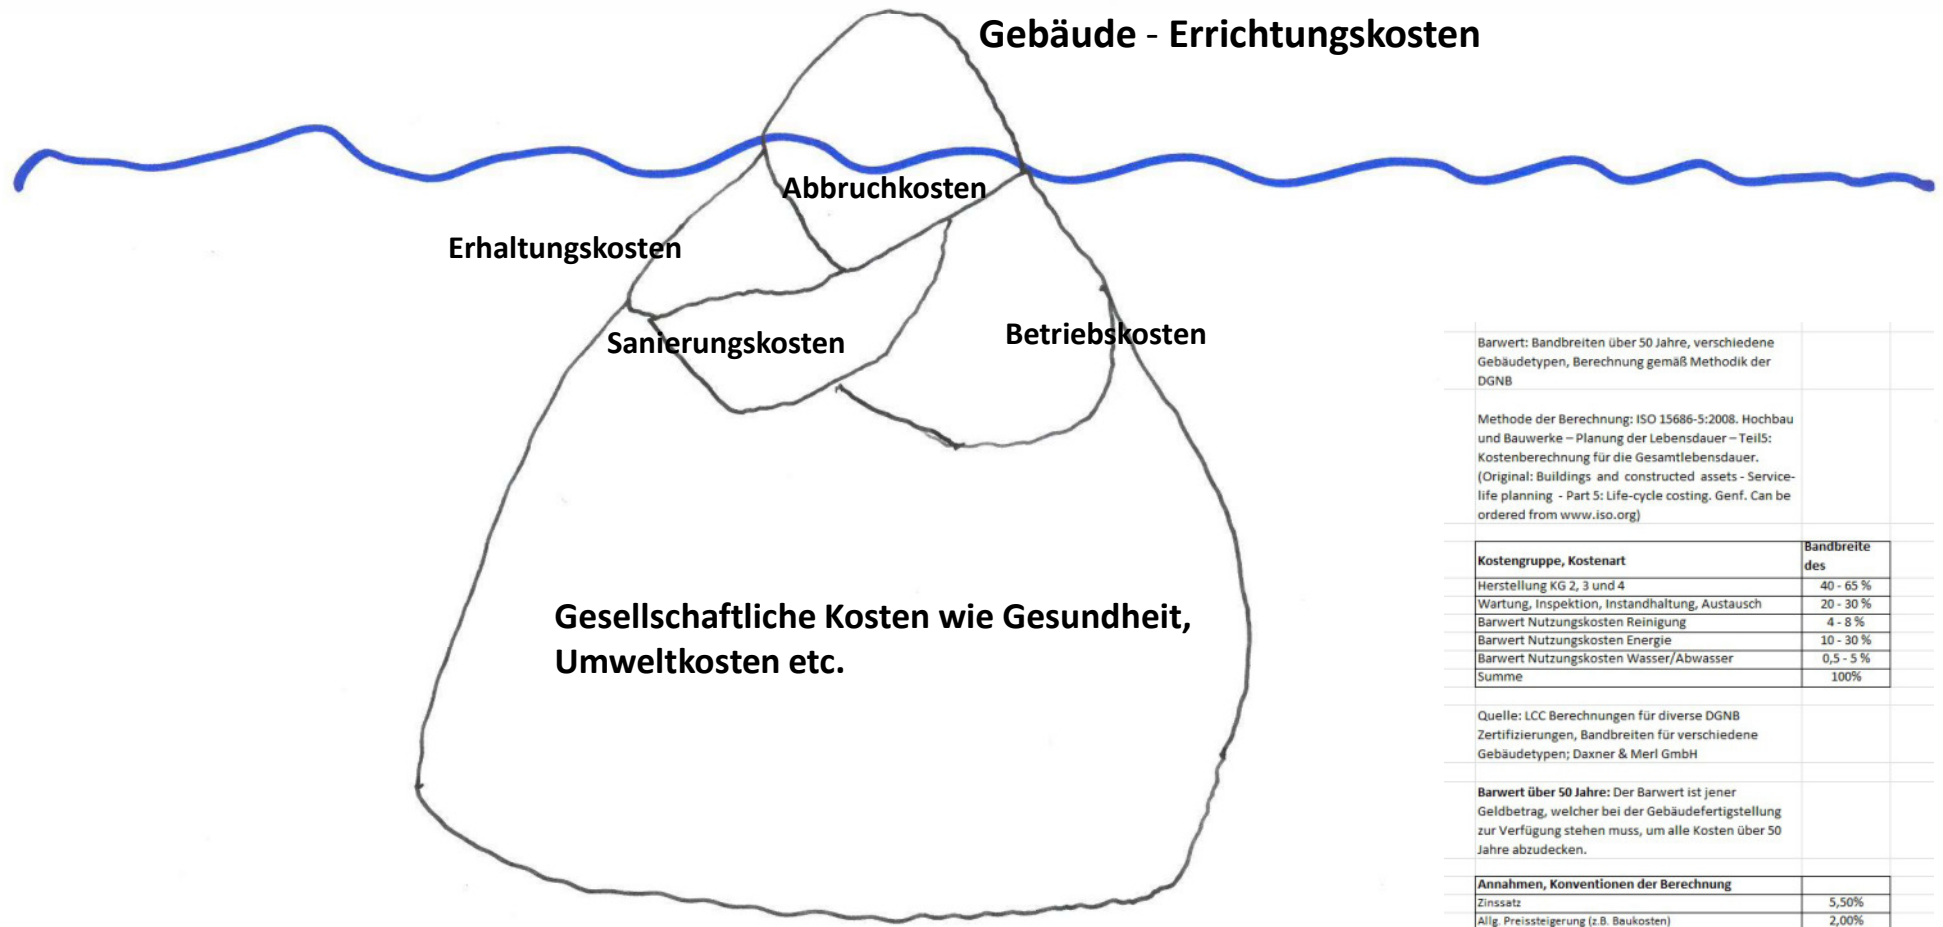 Gebäude - Errichtungskosten
Abbruchkosten
Erhaltungskosten
Sanierungskosten
Betriebskosten
Gesellschaftliche Kosten wie Gesundheit,
Umweltkosten etc.
Barwert: Bandbreiten über 50 Jahre, verschiedene
Gebäudetypen, Berechnung gemäß Methodik der
DGNB
Methode der Berechnung: ISO 15686-5:2008. Hochbau
und Bauwerke – Planung der Lebensdauer – Teil5:
Kostenberechnung für die Gesamtlebensdauer.
(Original: Buildings and constructed assets - Service-
life planning - Part 5: Life-cycle costing. Genf. Can be
ordered from www.iso.org)
Kostengruppe, Kostenart Bandbreite
des
Herstellung KG 2, 3 und 4 40 - 65 %
Wartung, Inspektion, Instandhaltung, Austausch 20 - 30 %
Barwert Nutzungskosten Reinigung 4 - 8 %
Barwert Nutzungskosten Energie 10 - 30 %
Barwert Nutzungskosten Wasser/Abwasser 0,5 - 5 %
Summe 100%
Quelle: LCC Berechnungen für diverse DGNB
Zertifizierungen, Bandbreiten für verschiedene
Gebäudetypen; Daxner & Merl GmbH
Barwert über 50 Jahre: Der Barwert ist jener
Geldbetrag, welcher bei der Gebäudefertigstellung
zur Verfügung stehen muss, um alle Kosten über 50
Jahre abzudecken.
Annahmen, Konventionen der Berechnung
Zinssatz 5,50%
Allg. Preissteigerung (z.B. Baukosten) 2,00%